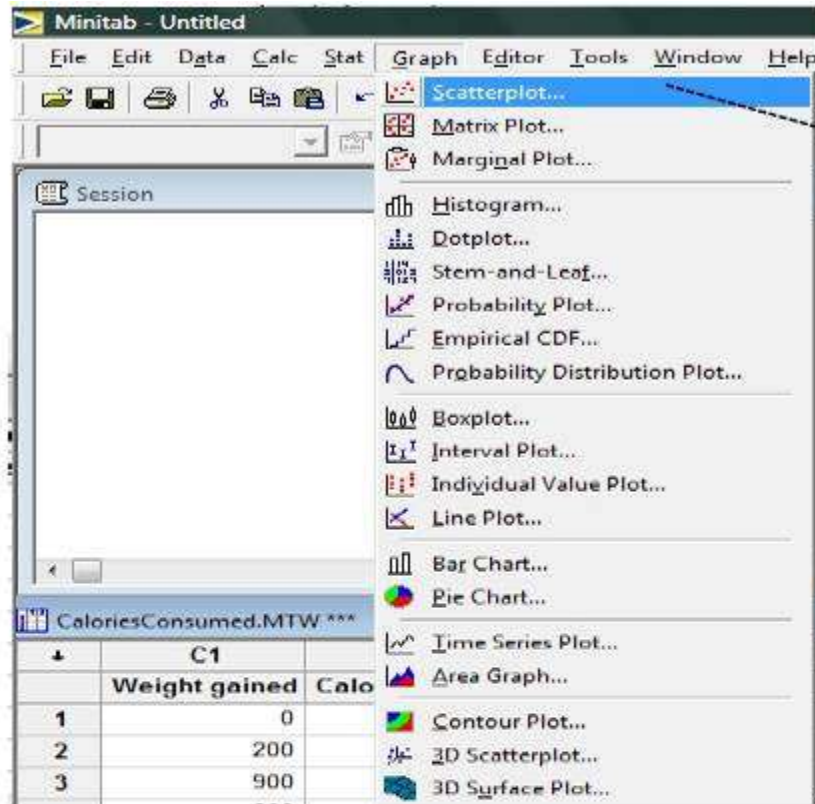 Minitab - Untitled
File Edit Data Calc Stat Graph Editor Tools Window Help
Scatterplot...
Matrix Plot...
Marginal Plot...
Session
Histogram...
Dotplot...
Stem-and-Leaf...
Probability Plot...
Empirical CDF...
Probability Distribution Plot...
Boxplot...
Interval Plot...
Individual Value Plot...
Line Plot...
Bar Chart...
Pie Chart...
CaloriesConsumed.MTW ***
Time Series Plot...
C1
Area Graph...
Weight gained Calo
1 0
Contour Plot...
2 200
3D Scatterplot...
3 900
3D Surface Plot...